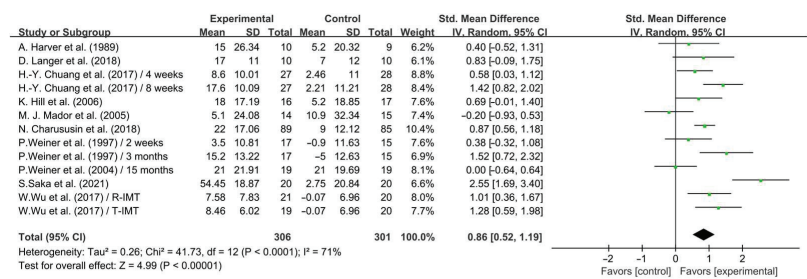 Experimental Control Std. Mean Difference Std. Mean Difference
Study or Subgroup Mean SD Total Mean SD Total Weight IV, Random, 95% CI IV, Random, 95% CI
A. Harver et al. (1989) 15 26.34 10 5.2 20.32 9 6.2% 0.40 [-0.52, 1.31]
D. Langer et al. (2018) 17 11 10 7 12 10 6.2% 0.83 [-0.09, 1.75]
H.-Y. Chuang et al. (2017) / 4 weeks 8.6 10.01 27 2.46 11 28 8.9% 0.58 [0.03, 1.12]
H.-Y. Chuang et al. (2017) / 8 weeks 17.6 10.09 27 2.21 11.21 28 8.6% 1.42 [0.82, 2.02]
K. Hill et al. (2006) 18 17.19 16 5.2 18.85 17 7.7% 0.69 [-0.01, 1.40]
M. J. Mador et al. (2005) 5.1 24.08 14 10.9 32.34 15 7.5% −0.20 [-0.93, 0.53]
N. Charususin et al. (2018) 22 17.06 89 9 12.12 85 10.6% 0.87 [0.56, 1.18]
P.Weiner et al. (1997) / 2 weeks 3.5 10.81 17 −0.9 11.63 15 7.7% 0.38 [-0.32, 1.08]
P.Weiner et al. (1997) / 3 months 15.2 13.22 17 −5 12.63 15 7.0% 1.52 [0.72, 2.32]
P.Weiner et al. (2004) / 15 months 21 21.91 19 21 19.69 19 8.2% 0.00 [-0.64, 0.64]
S.Saka et al. (2021) 54.45 18.87 20 2.75 20.84 20 6.6% 2.55 [1.69, 3.40]
W.Wu et al. (2017) / R-IMT 7.58 7.83 21 −0.07 6.96 20 8.1% 1.01 [0.36, 1.67]
W.Wu et al. (2017) / T-IMT 8.46 6.02 19 −0.07 6.96 20 7.7% 1.28 [0.59, 1.98]
Total (95% CI) 306 301 100.0% 0.86 [0.52, 1.19]
Heterogeneity: Tau² = 0.26; Chi² = 41.73, df = 12 (P < 0.0001); I² = 71%
Test for overall effect: Z = 4.99 (P < 0.00001)
−2 −1 0 1 2
Favors [control] Favors [experimental]